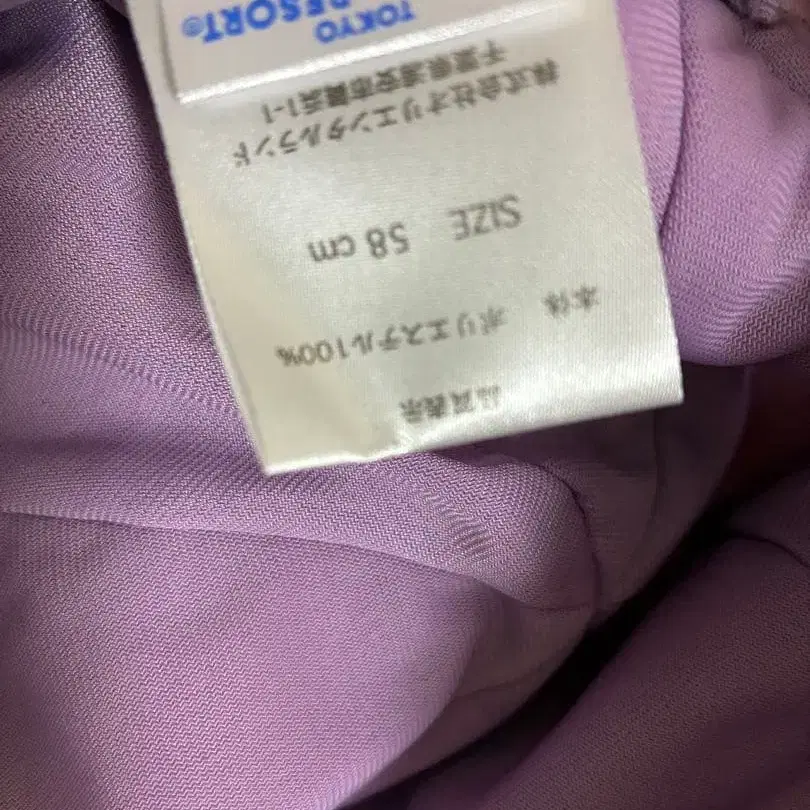 品質表示
本体 ポリエステル100%
SIZE 58 cm
株式会社オリエンタルランド
千葉県浦安市舞浜1-1
TOKYO
RESORT®